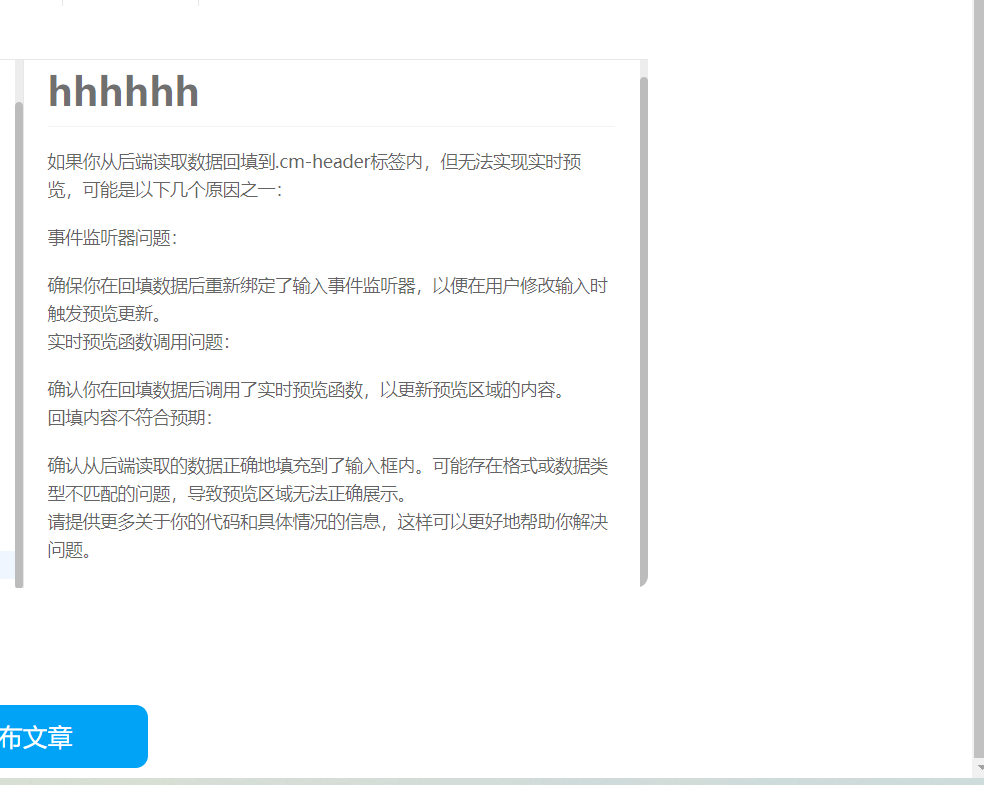 hhhhhh
如果你从后端读取数据回填到.cm-header标签内，但无法实现实时预
览，可能是以下几个原因之一：
事件监听器问题：
确保你在回填数据后重新绑定了输入事件监听器，以便在用户修改输入时
触发预览更新。
实时预览函数调用问题：
确认你在回填数据后调用了实时预览函数，以更新预览区域的内容。
回填内容不符合预期：
确认从后端读取的数据正确地填充到了输入框内。可能存在格式或数据类
型不匹配的问题，导致预览区域无法正确展示。
请提供更多关于你的代码和具体情况的信息，这样可以更好地帮助你解决
问题。
布文章